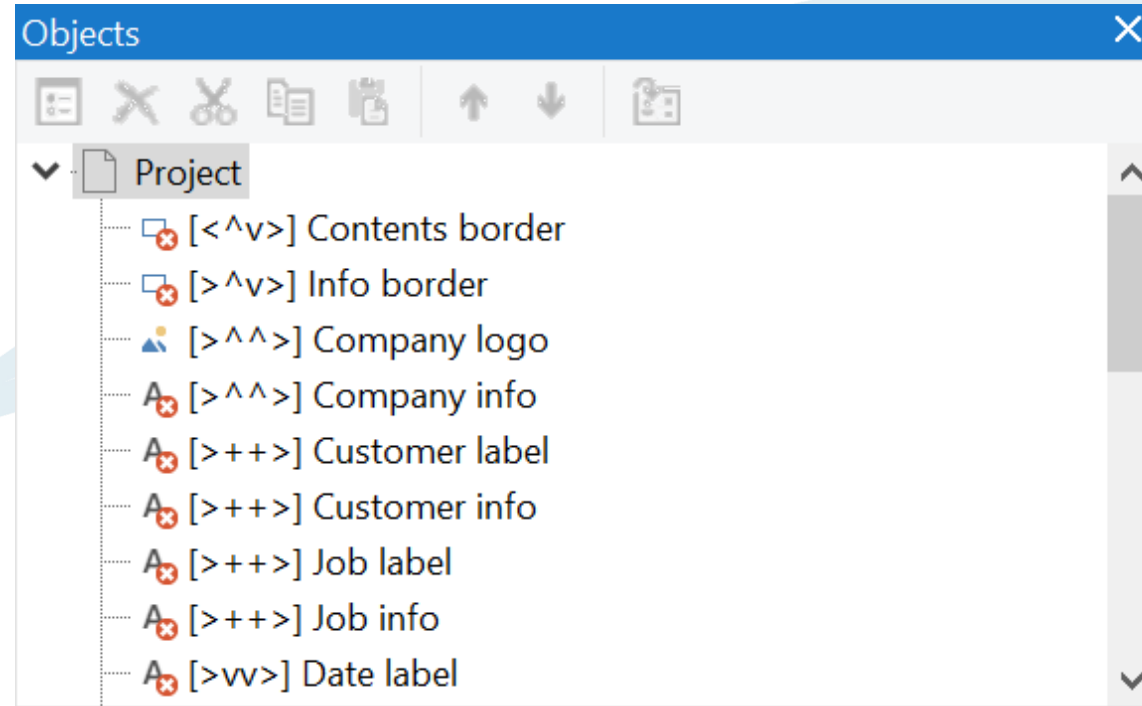 Objects
Project
[<^v>] Contents border
[>^v>] Info border
[>^^>] Company logo
[>^^>] Company info
[>++>] Customer label
[>++>] Customer info
[>++>] Job label
[>++>] Job info
[>vv>] Date label